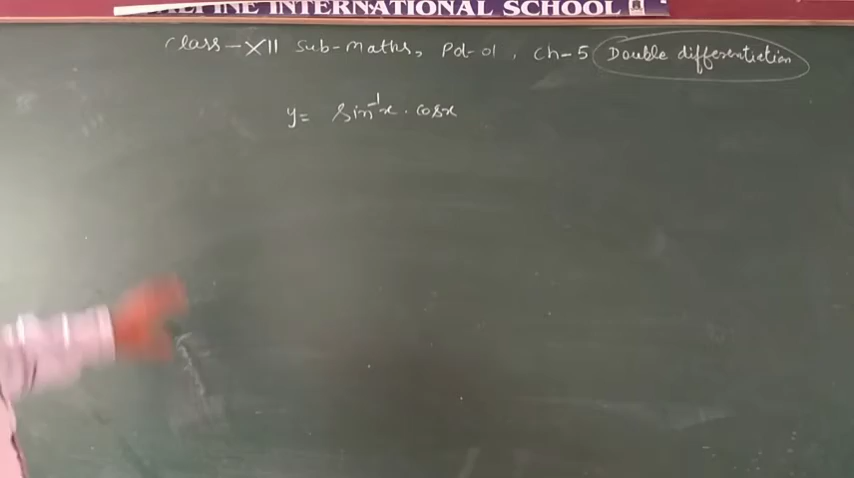 INTERNATIONAL SCHOOL
Class-XII Sub-Maths, Pd-01, Ch-5 Double differentiation
y= sin⁻¹x . cosx